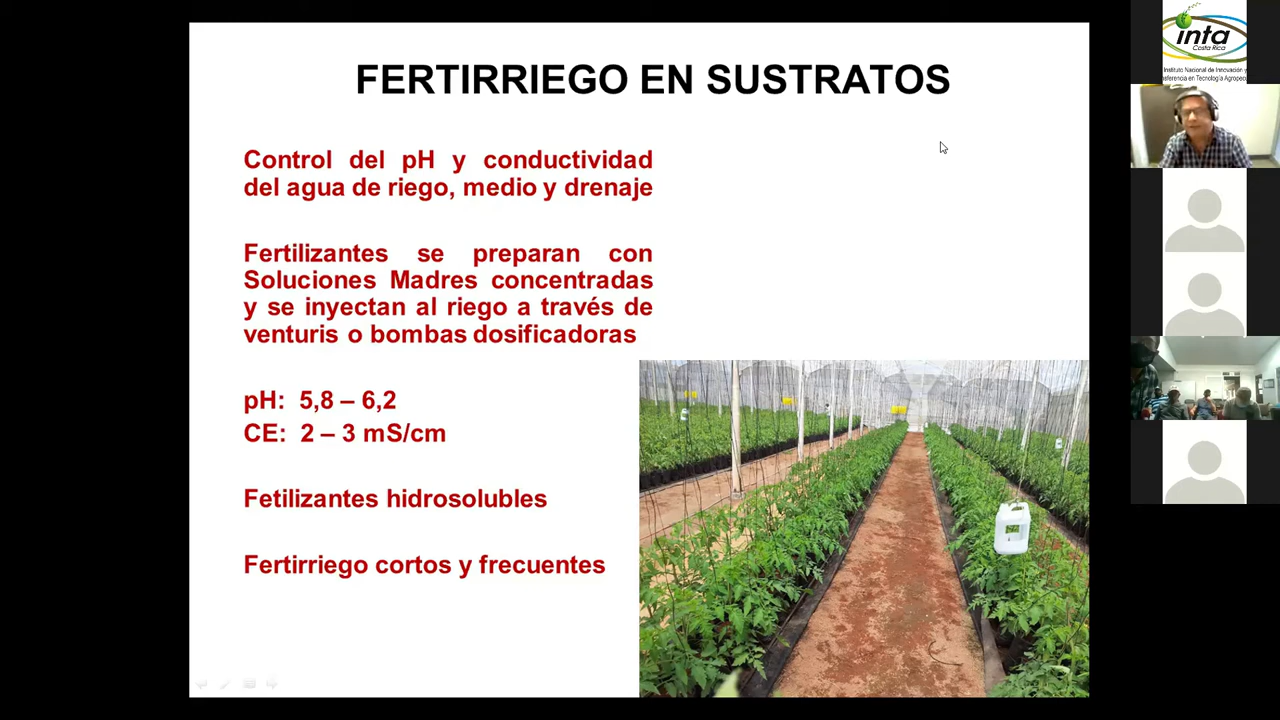 FERTIRRIEGO EN SUSTRATOS
Control del pH y conductividad
del agua de riego, medio y drenaje
Fertilizantes se preparan con
Soluciones Madres concentradas
y se inyectan al riego a través de
venturis o bombas dosificadoras
pH: 5,8 – 6,2
CE: 2 – 3 mS/cm
Fetilizantes hidrosolubles
Fertirriego cortos y frecuentes
inta
Costa Rica
Instituto Nacional de Innovación y
nsferencia en Tecnología Agropec